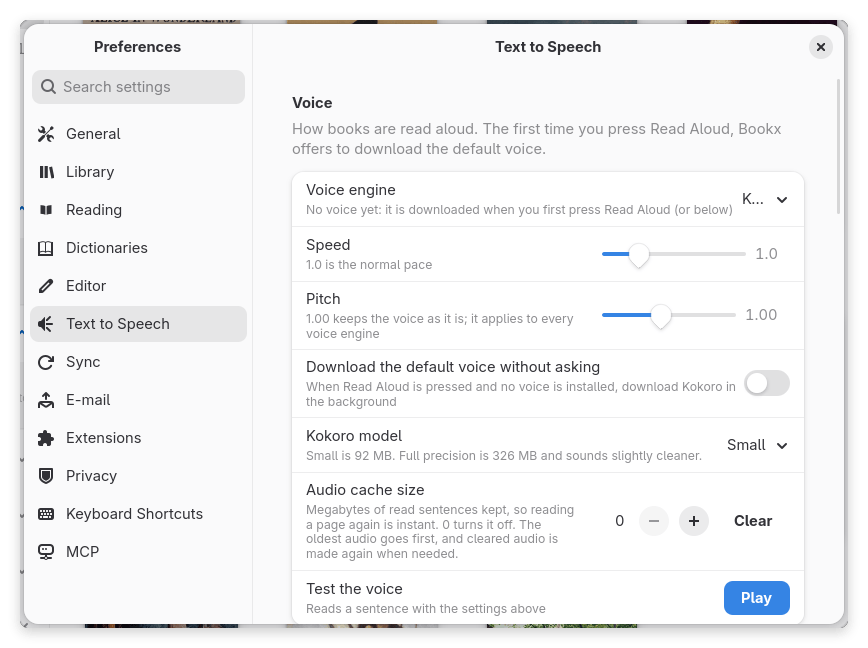 Preferences
Text to Speech
Search settings
General
Library
Reading
Dictionaries
Editor
Text to Speech
Sync
E-mail
Extensions
Privacy
Keyboard Shortcuts
MCP
Voice
How books are read aloud. The first time you press Read Aloud, Bookx
offers to download the default voice.
Voice engine
No voice yet: it is downloaded when you first press Read Aloud (or below)
K...
Speed
1.0 is the normal pace
1.0
Pitch
1.00 keeps the voice as it is; it applies to every
voice engine
1.00
Download the default voice without asking
When Read Aloud is pressed and no voice is installed, download Kokoro in
the background
Kokoro model
Small is 92 MB. Full precision is 326 MB and sounds slightly cleaner.
Small
Audio cache size
Megabytes of read sentences kept, so reading
a page again is instant. 0 turns it off. The
oldest audio goes first, and cleared audio is
made again when needed.
0
Clear
Test the voice
Reads a sentence with the settings above
Play